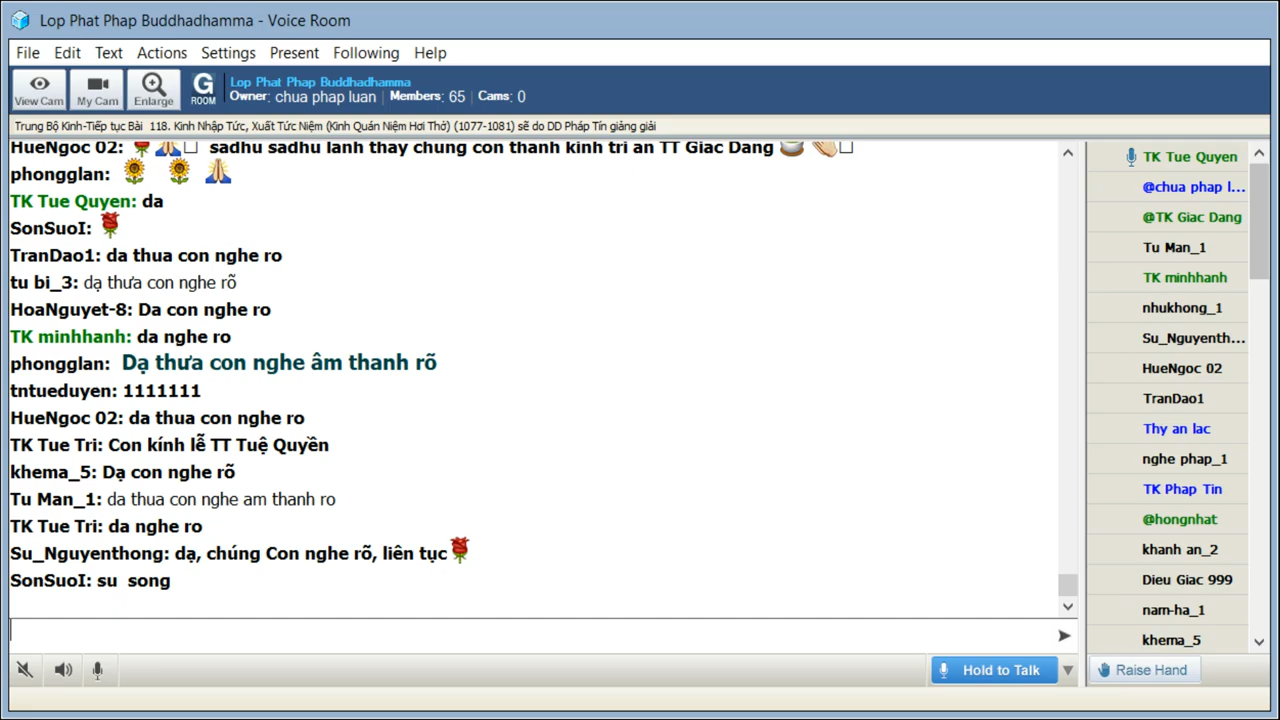 Lop Phat Phap Buddhadhamma - Voice Room
File Edit Text Actions Settings Present Following Help
View Cam
My Cam
Enlarge
G ROOM
Lop Phat Phap Buddhadhamma
Owner: chua phap luan | Members: 65 | Cams: 0
Trung Bộ Kinh-Tiếp tục Bài 118. Kinh Nhập Tức, Xuất Tức Niệm (Kinh Quán Niệm Hơi Thở) (1077-1081) sẽ do DD Pháp Tín giảng giải
HueNgoc 02: sadhu sadhu lanh thay chung con thanh kinh tri an TT Giac Dang
phongglan:
TK Tue Quyen: da
SonSuoI:
TranDao1: da thua con nghe ro
tu bi_3: dạ thưa con nghe rõ
HoaNguyet-8: Da con nghe ro
TK minhhanh: da nghe ro
phongglan: Dạ thưa con nghe âm thanh rõ
tntueduyen: 1111111
HueNgoc 02: da thua con nghe ro
TK Tue Tri: Con kính lễ TT Tuệ Quyền
khema_5: Dạ con nghe rõ
Tu Man_1: da thua con nghe am thanh ro
TK Tue Tri: da nghe ro
Su_Nguyenthong: dạ, chúng Con nghe rõ, liên tục
SonSuoI: su song
TK Tue Quyen
@chua phap l...
@TK Giac Dang
Tu Man_1
TK minhhanh
nhukhong_1
Su_Nguyenth...
HueNgoc 02
TranDao1
Thy an lac
nghe phap_1
TK Phap Tin
@hongnhat
khanh an_2
Dieu Giac 999
nam-ha_1
khema_5
Hold to Talk
Raise Hand